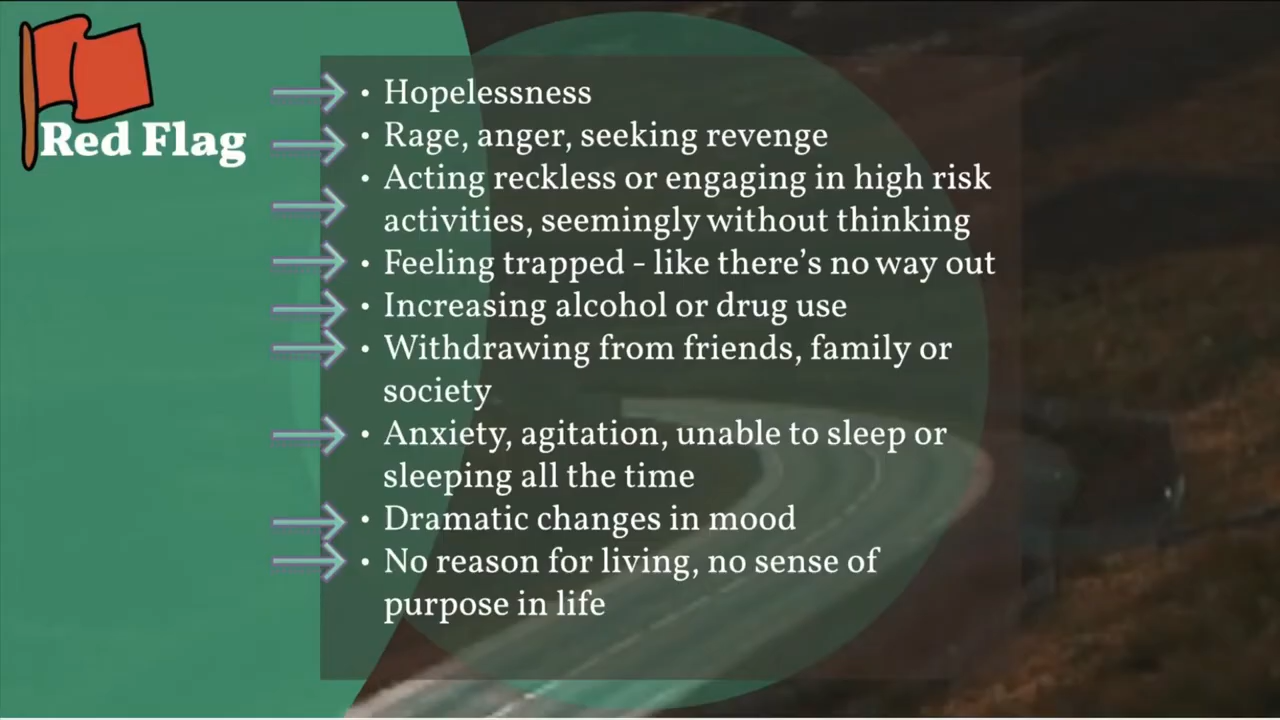 Red Flag
• Hopelessness
• Rage, anger, seeking revenge
• Acting reckless or engaging in high risk
activities, seemingly without thinking
• Feeling trapped - like there's no way out
• Increasing alcohol or drug use
• Withdrawing from friends, family or
society
• Anxiety, agitation, unable to sleep or
sleeping all the time
• Dramatic changes in mood
• No reason for living, no sense of
purpose in life